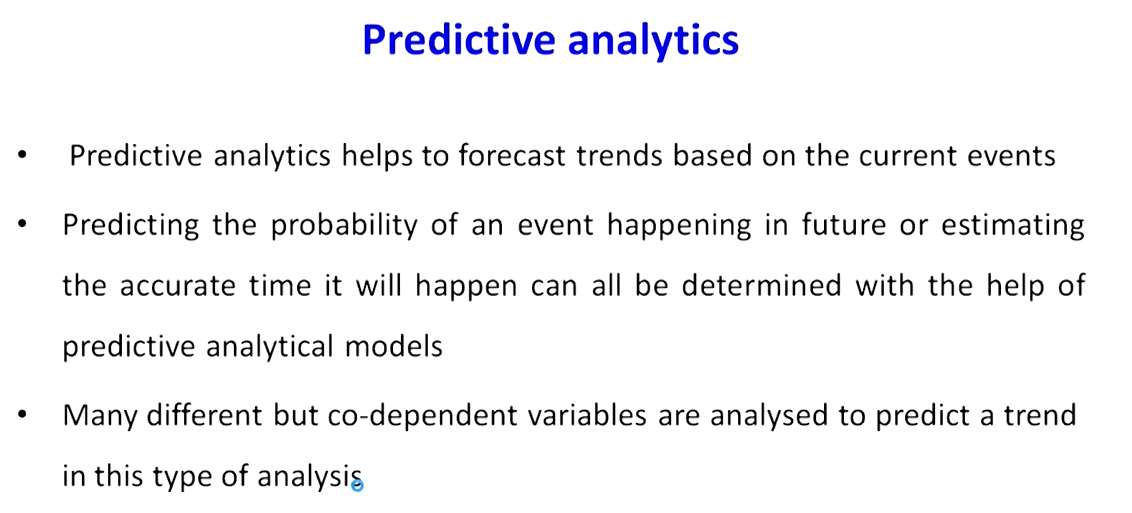 Predictive analytics
• Predictive analytics helps to forecast trends based on the current events
• Predicting the probability of an event happening in future or estimating
the accurate time it will happen can all be determined with the help of
predictive analytical models
• Many different but co-dependent variables are analysed to predict a trend
in this type of analysis